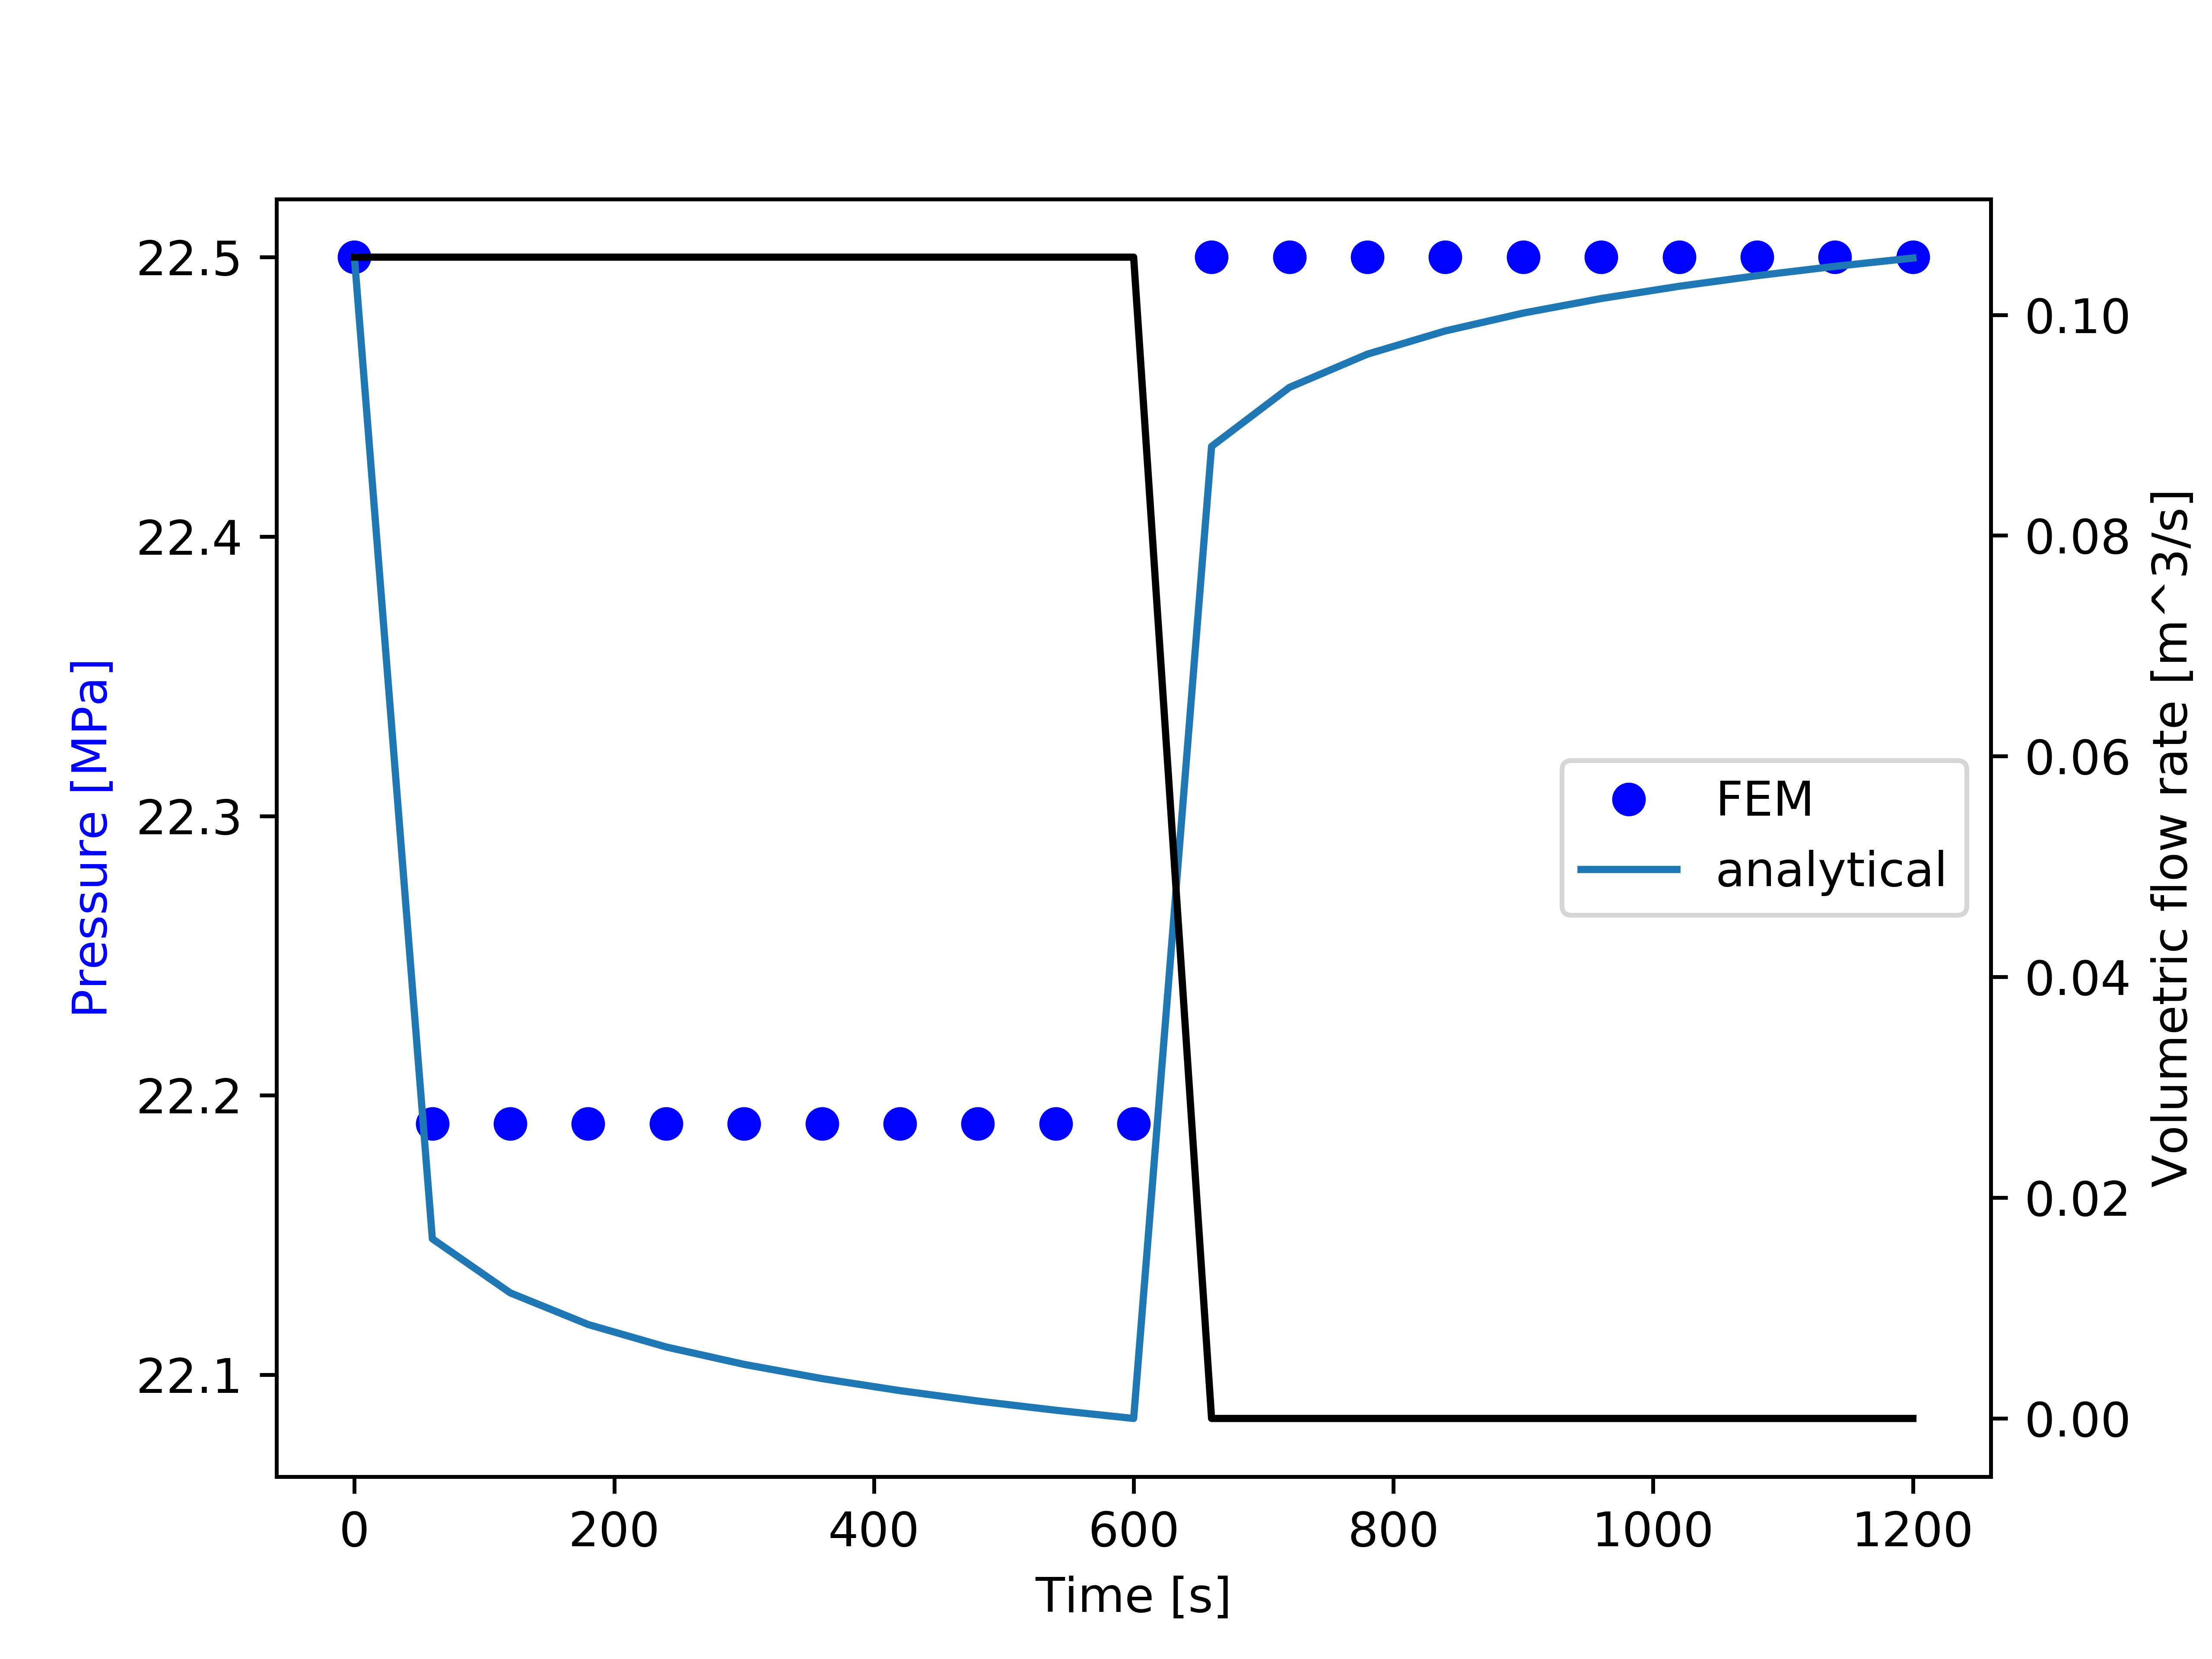 22.5
22.4
22.3
22.2
22.1
Pressure [MPa]
0.10
0.08
0.06
0.04
0.02
0.00
Volumetric flow rate [m^3/s]
FEM
analytical
0 200 400 600 800 1000 1200
Time [s]